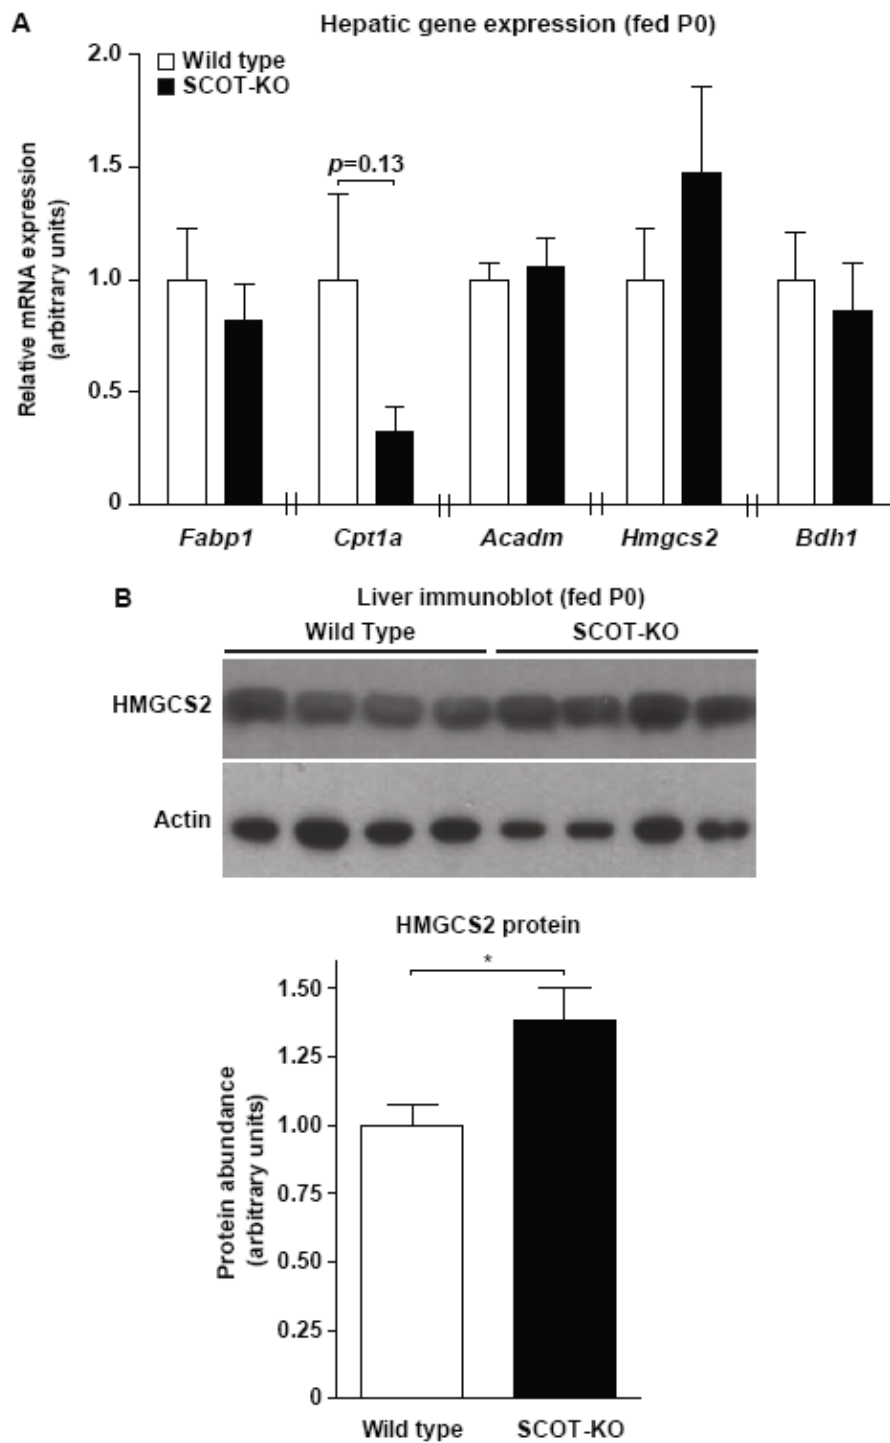 A
Hepatic gene expression (fed P0)
Relative mRNA expression
(arbitrary units)
2.0
1.5
1.0
0.5
0
Wild type
SCOT-KO
p=0.13
Fabp1 Cpt1a Acadm Hmgcs2 Bdh1
B
Liver immunoblot (fed P0)
Wild Type SCOT-KO
HMGCS2
Actin
HMGCS2 protein
*
Protein abundance
(arbitrary units)
1.50
1.25
1.00
0.75
0.50
0.25
0
Wild type SCOT-KO